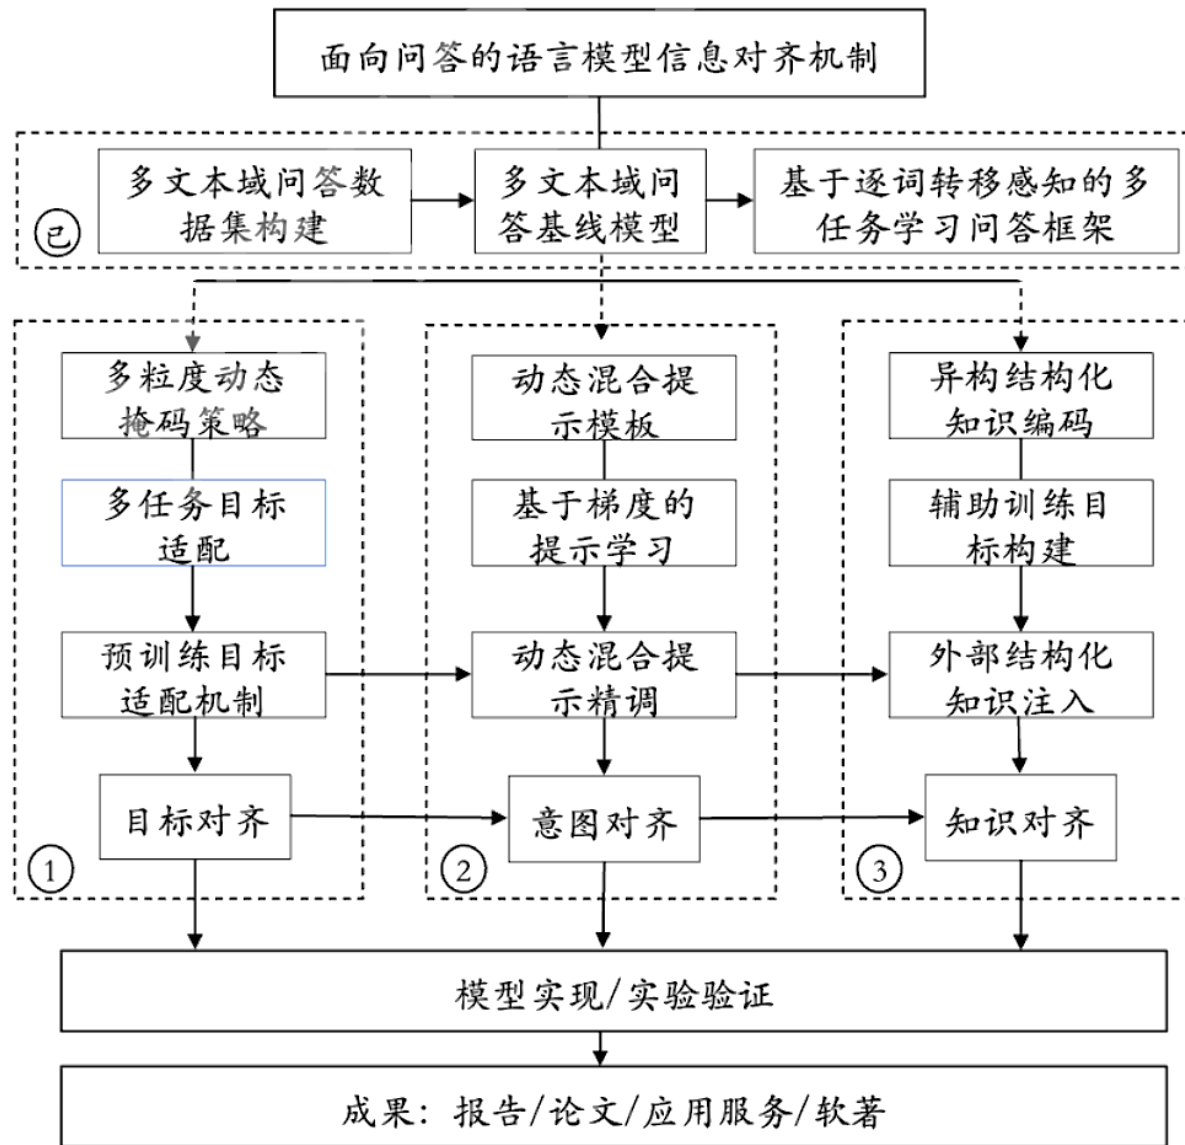 面向问答的语言模型信息对齐机制
多文本域问答数
据集构建
多文本域问
答基线模型
基于逐词转移感知的多
任务学习问答框架
已
多粒度动态
掩码策略
动态混合提
示模板
异构结构化
知识编码
多任务目标
适配
基于梯度的
提示学习
辅助训练目
标构建
预训练目标
适配机制
动态混合提
示精调
外部结构化
知识注入
目标对齐
意图对齐
知识对齐
①
②
③
模型实现/实验验证
成果：报告/论文/应用服务/软著